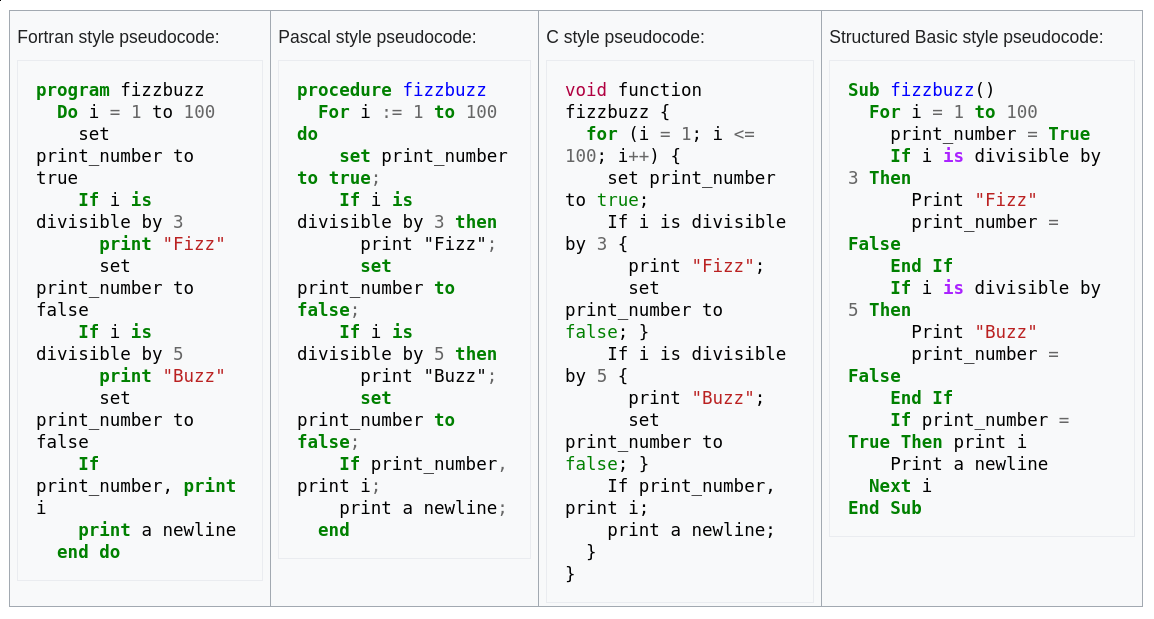 Fortran style pseudocode:
program fizzbuzz
  Do i = 1 to 100
    set
print_number to
true
    If i is
divisible by 3
      print "Fizz"
      set
print_number to
false
    If i is
divisible by 5
      print "Buzz"
      set
print_number to
false
    If
print_number, print
i
    print a newline
  end do
Pascal style pseudocode:
procedure fizzbuzz
  For i := 1 to 100
do
    set print_number
to true;
    If i is
divisible by 3 then
      print "Fizz";
      set
print_number to
false;
    If i is
divisible by 5 then
      print "Buzz";
      set
print_number to
false;
    If print_number,
print i;
    print a newline;
  end
C style pseudocode:
void function
fizzbuzz {
  for (i = 1; i <=
100; i++) {
    set print_number
to true;
    If i is divisible
by 3 {
      print "Fizz";
      set
print_number to
false; }
    If i is divisible
by 5 {
      print "Buzz";
      set
print_number to
false; }
    If print_number,
print i;
    print a newline;
  }
}
Structured Basic style pseudocode:
Sub fizzbuzz()
  For i = 1 to 100
    print_number = True
    If i is divisible by
3 Then
      Print "Fizz"
      print_number =
False
    End If
    If i is divisible by
5 Then
      Print "Buzz"
      print_number =
False
    End If
    If print_number =
True Then print i
    Print a newline
  Next i
End Sub